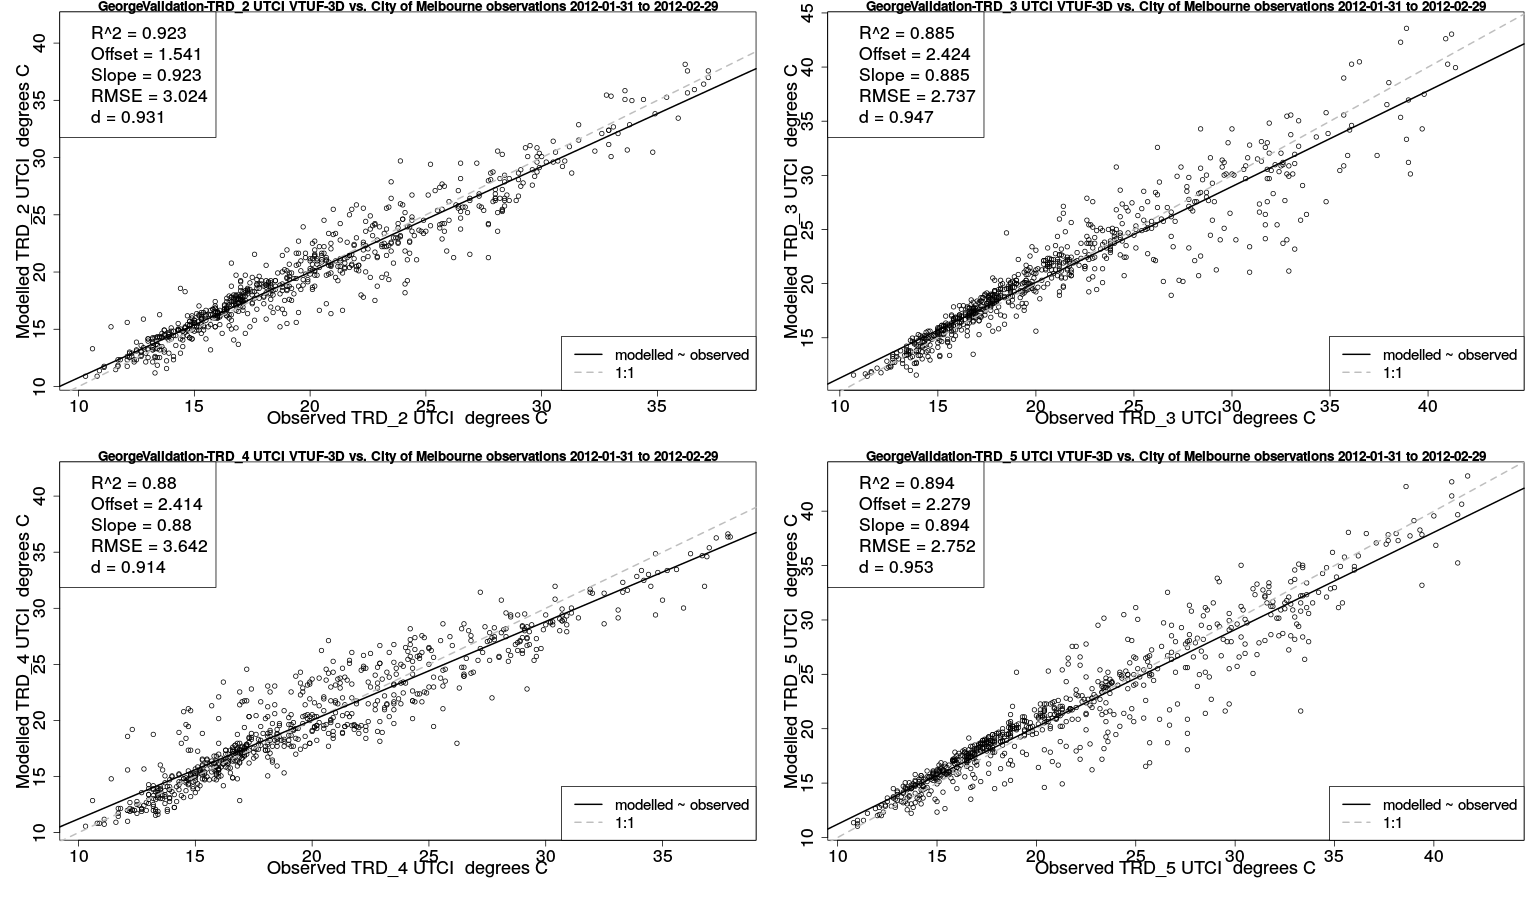 GeorgeValidation-TRD_2 UTCI VTUF-3D vs. City of Melbourne observations 2012-01-31 to 2012-02-29
R^2 = 0.923
Offset = 1.541
Slope = 0.923
RMSE = 3.024
d = 0.931
Modelled TRD_2 UTCI degrees C
10 15 20 25 30 35 40
modelled ~ observed
1:1
10 15 20 25 30 35
Observed TRD_2 UTCI degrees C
GeorgeValidation-TRD_3 UTCI VTUF-3D vs. City of Melbourne observations 2012-01-31 to 2012-02-29
R^2 = 0.885
Offset = 2.424
Slope = 0.885
RMSE = 2.737
d = 0.947
Modelled TRD_3 UTCI degrees C
15 20 25 30 35 40 45
modelled ~ observed
1:1
10 15 20 25 30 35 40
Observed TRD_3 UTCI degrees C
GeorgeValidation-TRD_4 UTCI VTUF-3D vs. City of Melbourne observations 2012-01-31 to 2012-02-29
R^2 = 0.88
Offset = 2.414
Slope = 0.88
RMSE = 3.642
d = 0.914
Modelled TRD_4 UTCI degrees C
10 15 20 25 30 35 40
modelled ~ observed
1:1
10 15 20 25 30 35
Observed TRD_4 UTCI degrees C
GeorgeValidation-TRD_5 UTCI VTUF-3D vs. City of Melbourne observations 2012-01-31 to 2012-02-29
R^2 = 0.894
Offset = 2.279
Slope = 0.894
RMSE = 2.752
d = 0.953
Modelled TRD_5 UTCI degrees C
10 15 20 25 30 35 40
modelled ~ observed
1:1
10 15 20 25 30 35 40
Observed TRD_5 UTCI degrees C